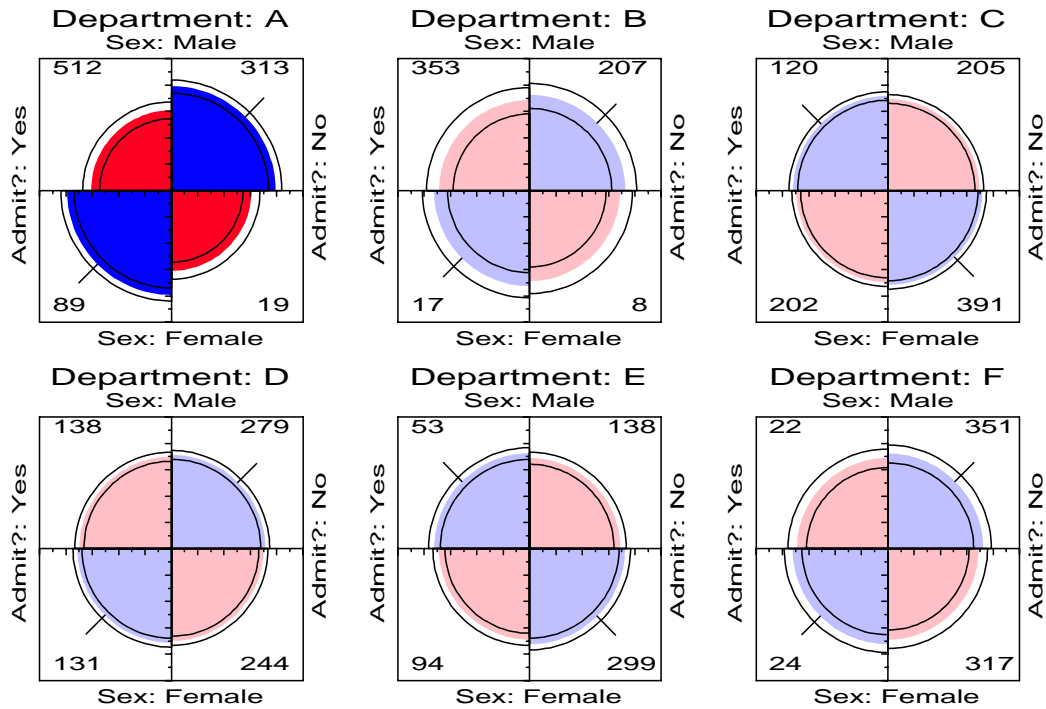 Department: A
Sex: Male
512 313
Admit?: Yes
Admit?: No
89 19
Sex: Female
Department: B
Sex: Male
353 207
Admit?: Yes
Admit?: No
17 8
Sex: Female
Department: C
Sex: Male
120 205
Admit?: Yes
Admit?: No
202 391
Sex: Female
Department: D
Sex: Male
138 279
Admit?: Yes
Admit?: No
131 244
Sex: Female
Department: E
Sex: Male
53 138
Admit?: Yes
Admit?: No
94 299
Sex: Female
Department: F
Sex: Male
22 351
Admit?: Yes
Admit?: No
24 317
Sex: Female